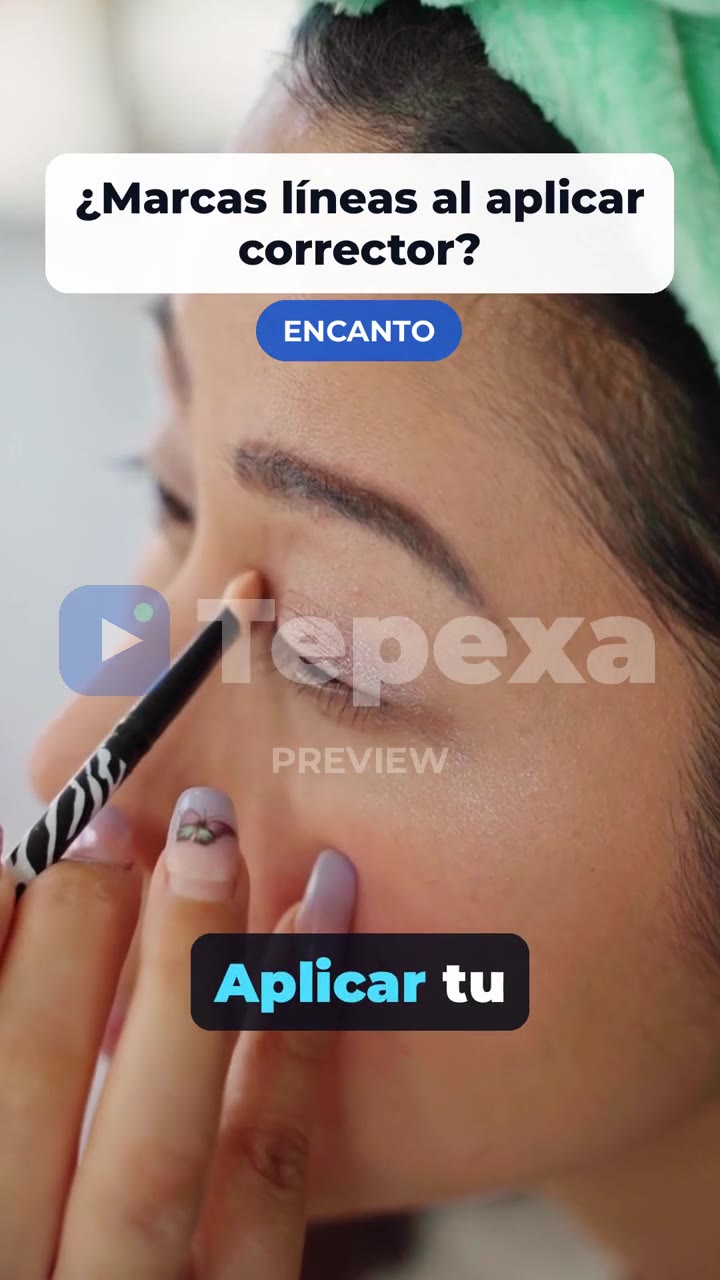 ¿Marcas líneas al aplicar
corrector?
ENCANTO
Tepexa
PREVIEW
Aplicar tu